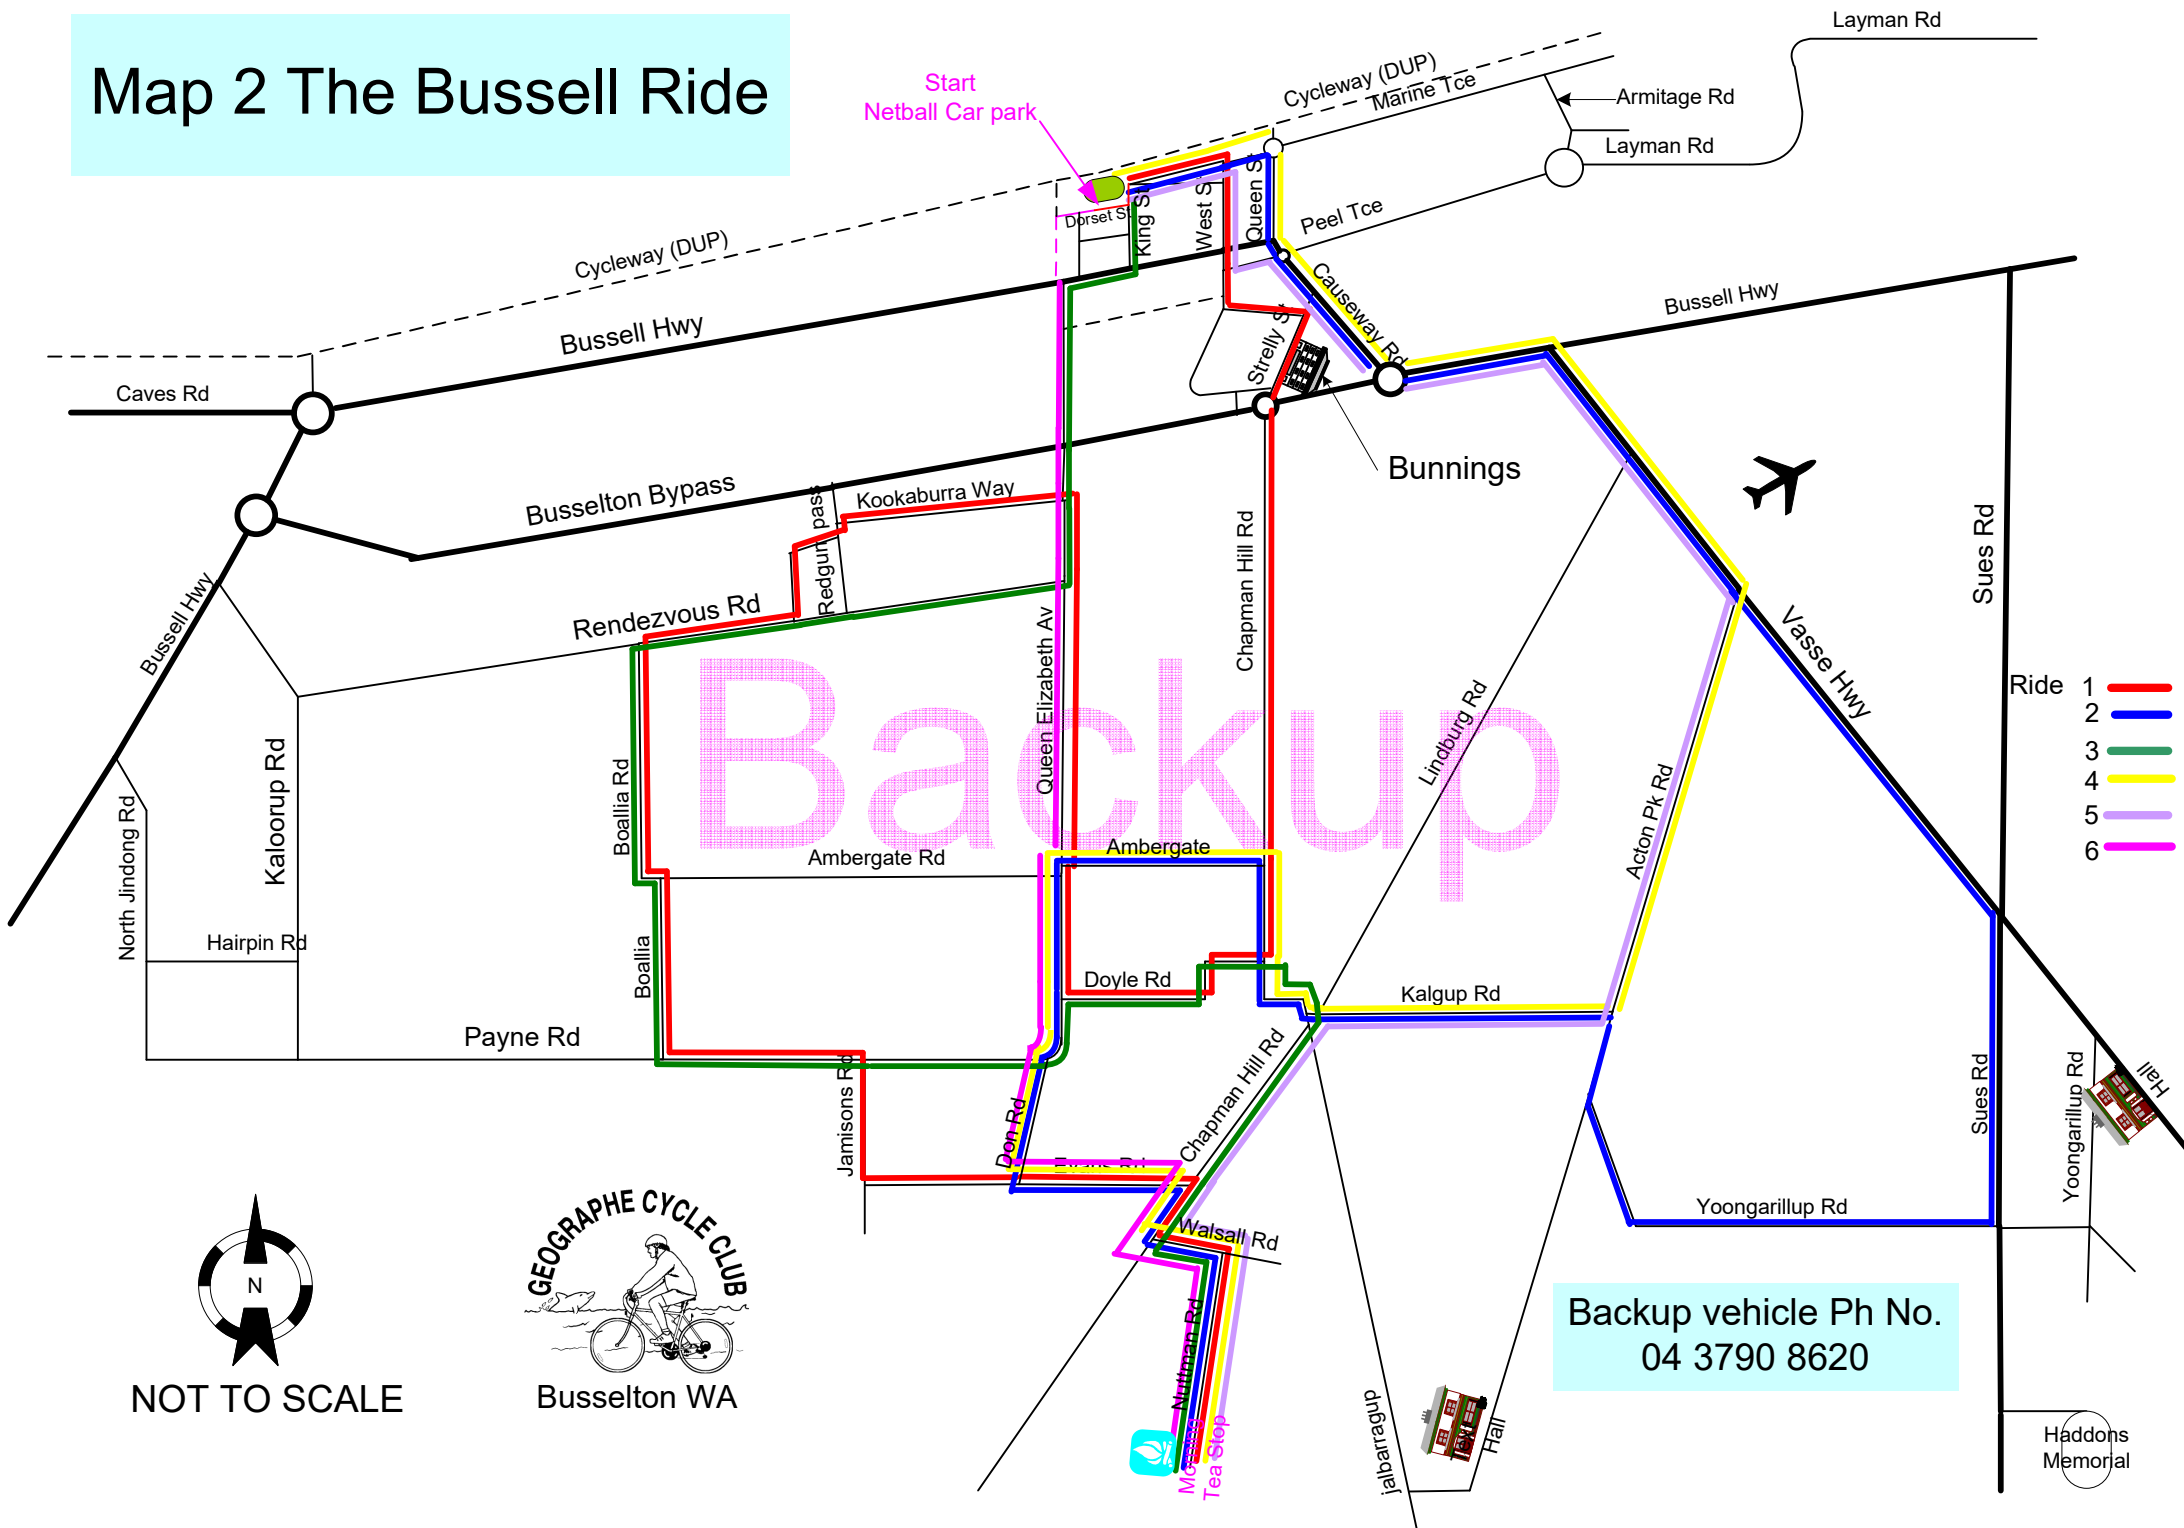 Map 2 The Bussell Ride
Start
Netball Car park
Layman Rd
Cycleway (DUP)
Marine Tce
Armitage Rd
Layman Rd
Dorset St
King St
West St
Queen St
Peel Tce
Cycleway (DUP)
Bussell Hwy
Causeway Rd
Bussell Hwy
Caves Rd
Strelly St
Bunnings
Busselton Bypass
Redgum pass
Kookaburra Way
Chapman Hill Rd
Sues Rd
Bussell Hwy
Rendezvous Rd
Queen Elizabeth Av
Backup
Lindburg Rd
Vasse Hwy
Ride 1
2
3
4
5
6
Kaloorup Rd
Boallia Rd
Acton Pk Rd
North Jindong Rd
Ambergate Rd
Ambergate
Hairpin Rd
Boallia
Doyle Rd
Kalgup Rd
Payne Rd
Jamisons Rd
Don Rd
Evans Rd
Chapman Hill Rd
Sues Rd
Yoongarillup Rd
Hall
Walsall Rd
Yoongarillup Rd
N
NOT TO SCALE
GEOGRAPHE CYCLE CLUB
Busselton WA
Nuttman Rd
Morning
Tea Stop
jalbarragup
Text
Hall
Backup vehicle Ph No.
04 3790 8620
Haddons
Memorial